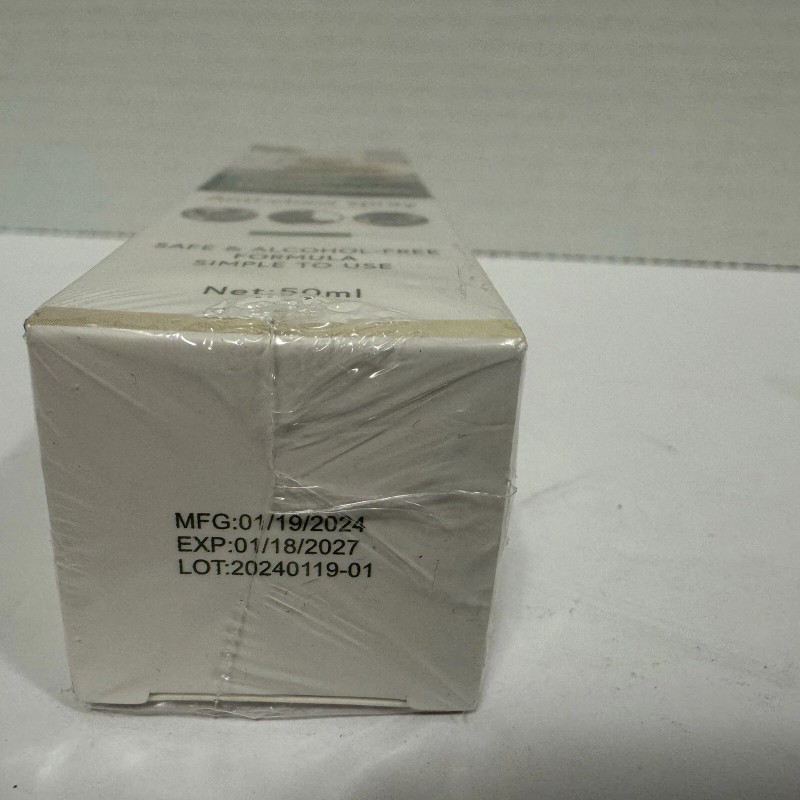 SAFE & ALCOHOL-FREE
FORMULA
SIMPLE TO USE
Net:50ml
MFG:01/19/2024
EXP:01/18/2027
LOT:20240119-01